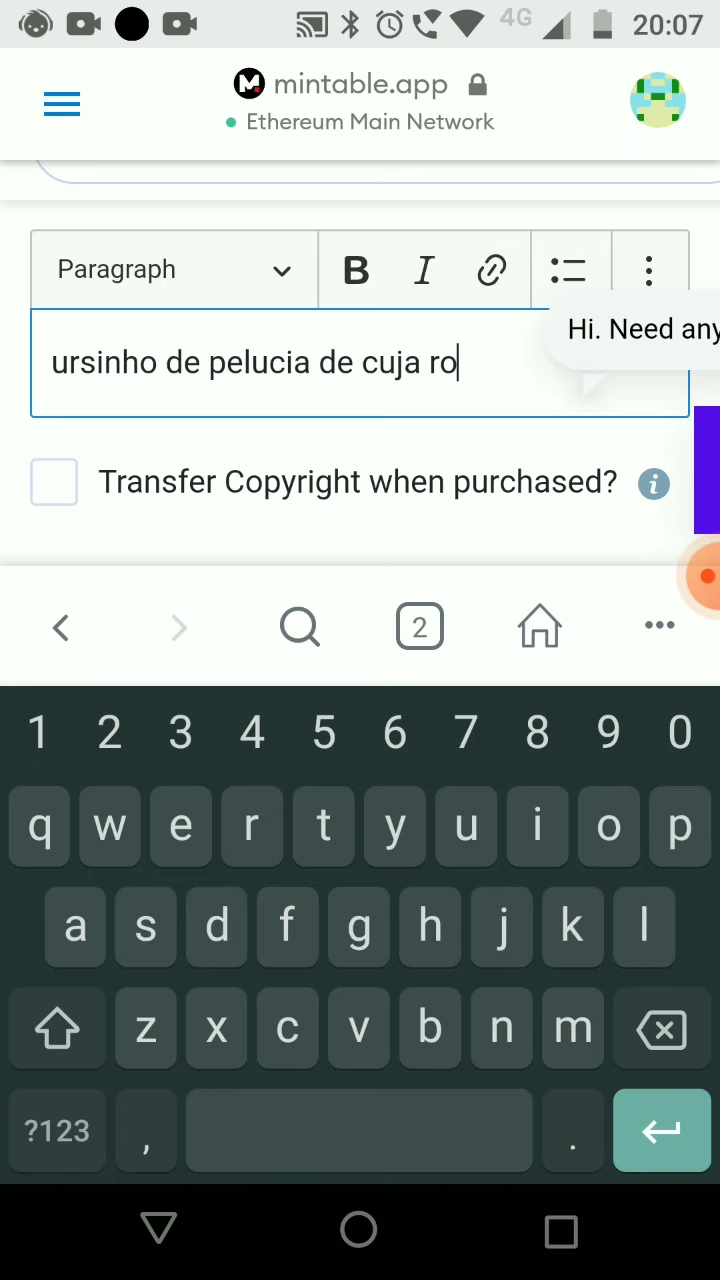 4G 20:07
mintable.app
Ethereum Main Network
Paragraph B I
Hi. Need any
ursinho de pelucia de cuja ro
Transfer Copyright when purchased? i
2
1 2 3 4 5 6 7 8 9 0
q w e r t y u i o p
a s d f g h j k l
z x c v b n m
?123 , .